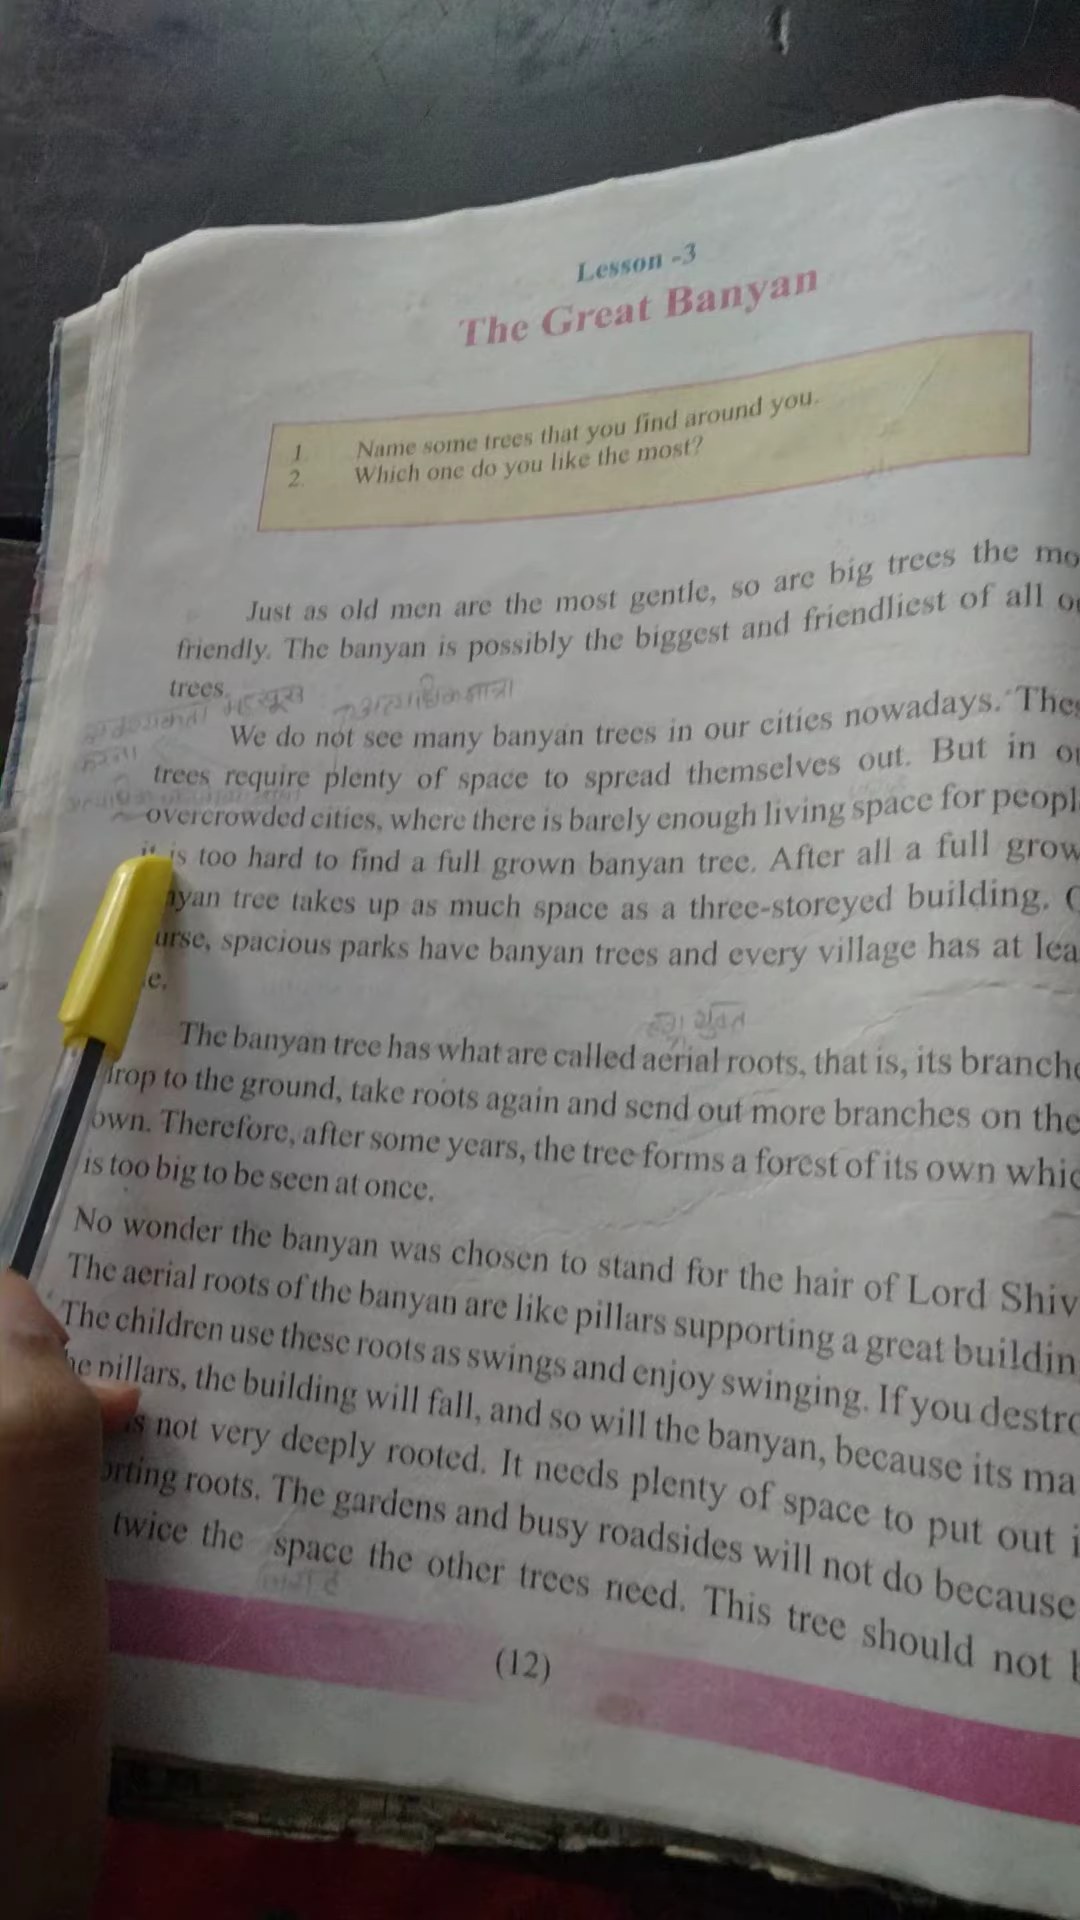 Lesson -3
The Great Banyan
1. Name some trees that you find around you.
2. Which one do you like the most?
Just as old men are the most gentle, so are big trees the mo
friendly. The banyan is possibly the biggest and friendliest of all o
trees.
We do not see many banyan trees in our cities nowadays. Thes
trees require plenty of space to spread themselves out. But in o
overcrowded cities, where there is barely enough living space for peopl
it is too hard to find a full grown banyan tree. After all a full grow
nyan tree takes up as much space as a three-storeyed building. O
urse, spacious parks have banyan trees and every village has at lea
e.
The banyan tree has what are called aerial roots, that is, its branche
drop to the ground, take roots again and send out more branches on the
own. Therefore, after some years, the tree forms a forest of its own whic
is too big to be seen at once.
No wonder the banyan was chosen to stand for the hair of Lord Shiv
The aerial roots of the banyan are like pillars supporting a great buildin
The children use these roots as swings and enjoy swinging. If you destro
he pillars, the building will fall, and so will the banyan, because its ma
is not very deeply rooted. It needs plenty of space to put out i
orting roots. The gardens and busy roadsides will not do because
twice the space the other trees need. This tree should not b
(12)